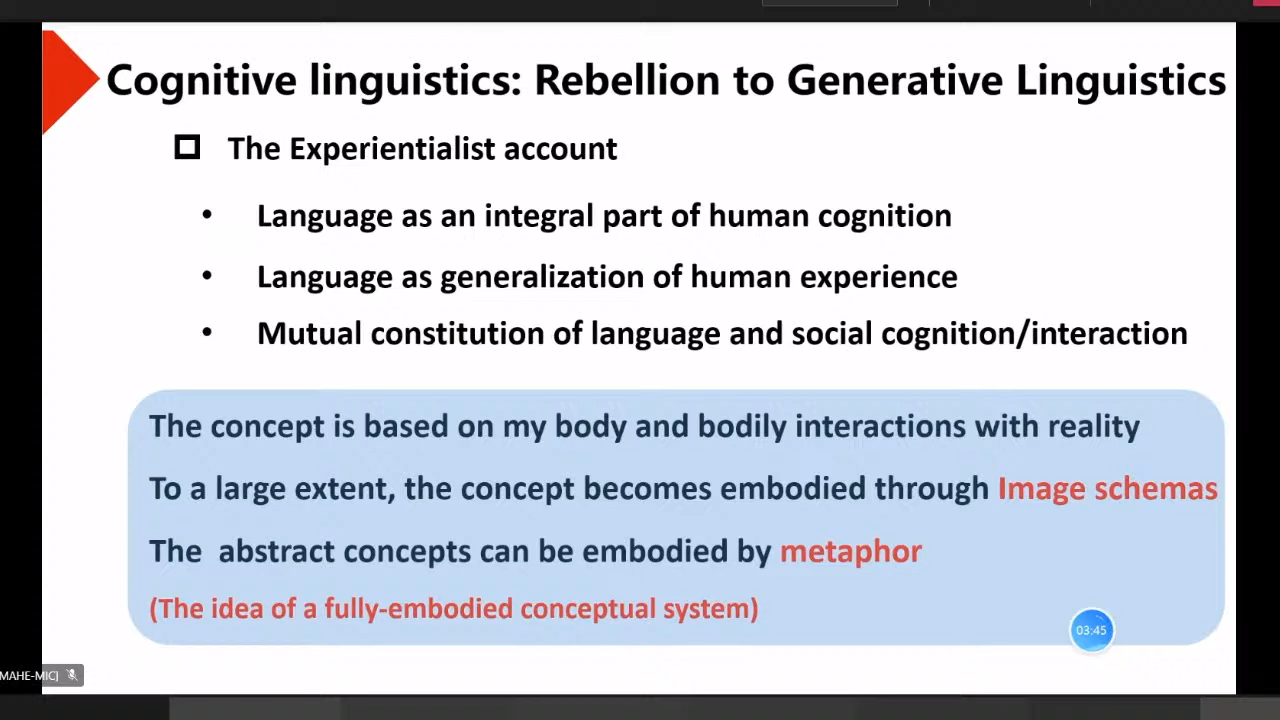 Cognitive linguistics: Rebellion to Generative Linguistics
The Experientialist account
• Language as an integral part of human cognition
• Language as generalization of human experience
• Mutual constitution of language and social cognition/interaction
The concept is based on my body and bodily interactions with reality
To a large extent, the concept becomes embodied through Image schemas
The abstract concepts can be embodied by metaphor
(The idea of a fully-embodied conceptual system)
03:45